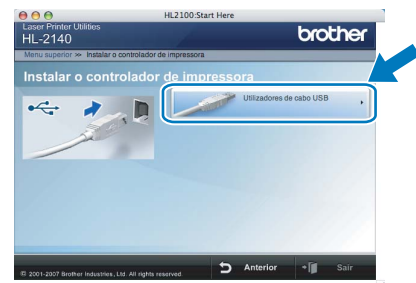 HL2100:Start Here
Laser Printer Utilities
HL-2140
brother
Menu superior >> Instalar o controlador de impressora
Instalar o controlador de impressora
Utilizadores de cabo USB
© 2001-2007 Brother Industries, Ltd. All rights reserved.
Anterior
Sair